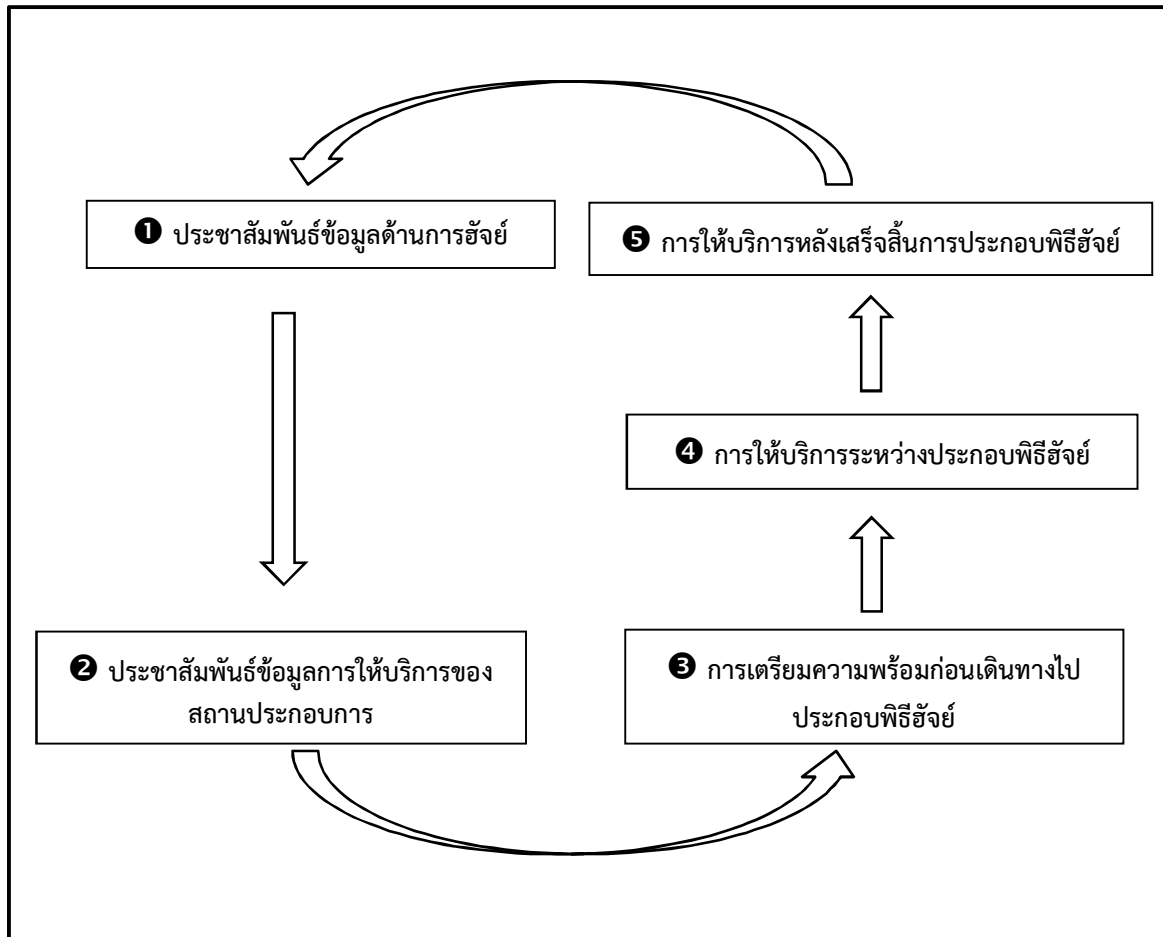 ❶ ประชาสัมพันธ์ข้อมูลด้านการฮัจย์
❷ ประชาสัมพันธ์ข้อมูลการให้บริการของ
สถานประกอบการ
❸ การเตรียมความพร้อมก่อนเดินทางไป
ประกอบพิธีฮัจย์
❹ การให้บริการระหว่างประกอบพิธีฮัจย์
❺ การให้บริการหลังเสร็จสิ้นการประกอบพิธีฮัจย์